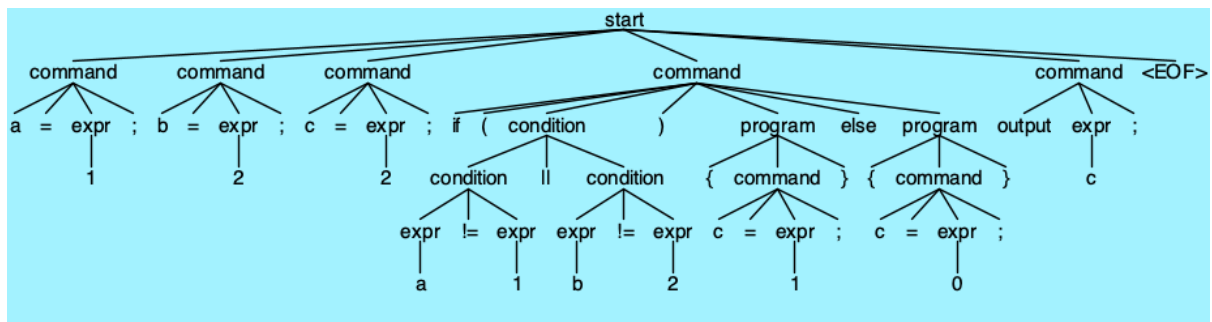 start
command command command command command <EOF>
a = expr ; b = expr ; c = expr ; if ( condition ) program else program output expr ;
1 2 2 condition || condition { command } { command } c
expr != expr expr != expr c = expr ; c = expr ;
a 1 b 2 1 0